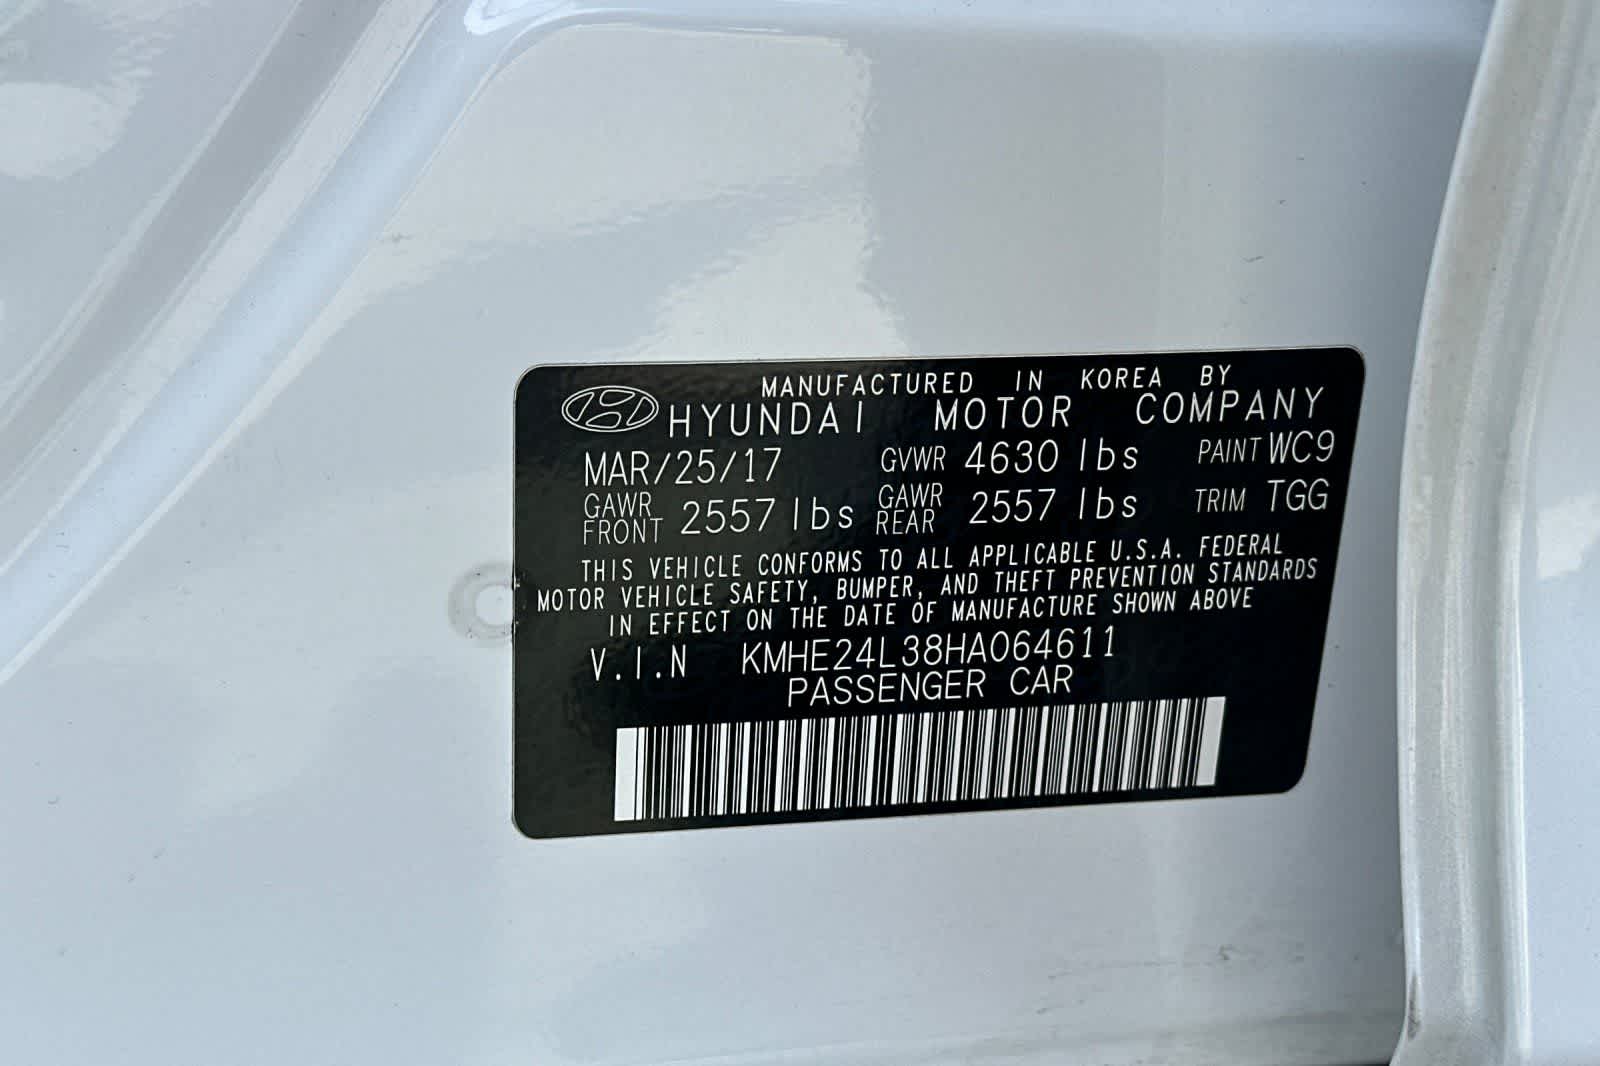 MANUFACTURED IN KOREA BY
HYUNDAI MOTOR COMPANY
MAR/25/17 GVWR 4630 lbs PAINT WC9
GAWR FRONT 2557 lbs GAWR REAR 2557 lbs TRIM TGG
THIS VEHICLE CONFORMS TO ALL APPLICABLE U.S.A. FEDERAL
MOTOR VEHICLE SAFETY, BUMPER, AND THEFT PREVENTION STANDARDS
IN EFFECT ON THE DATE OF MANUFACTURE SHOWN ABOVE
V.I.N KMHE24L38HA064611
PASSENGER CAR